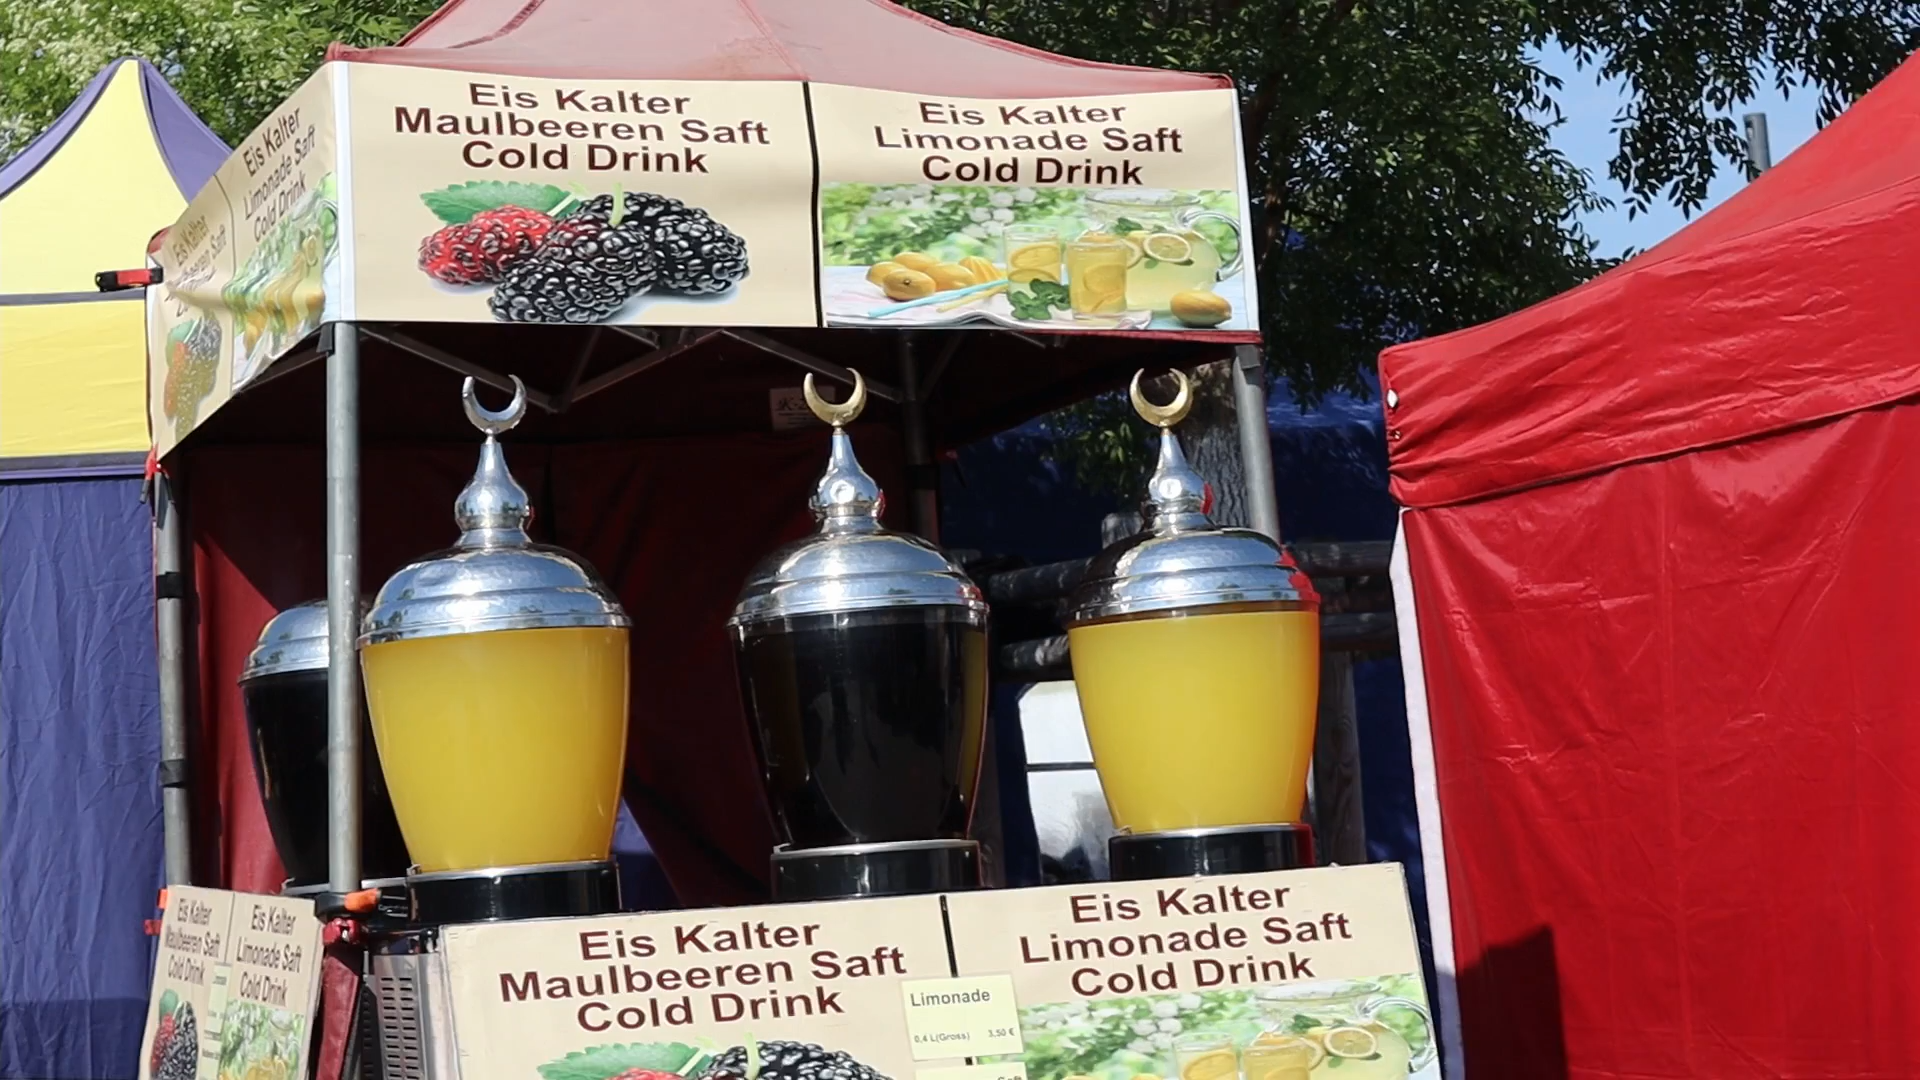 Eis Kalter
Maulbeeren Saft
Cold Drink
Eis Kalter
Limonade Saft
Cold Drink
Eis Kalter
Limonade Saft
Cold Drink
Eis Kalter
Eis Kalter
Maulbeeren Saft
Cold Drink
Eis Kalter
Limonade Saft
Cold Drink
Eis Kalter
Maulbeeren Saft
Cold Drink
Limonade
0,4 L(Gross) 3,50 €
Eis Kalter
Limonade Saft
Cold Drink